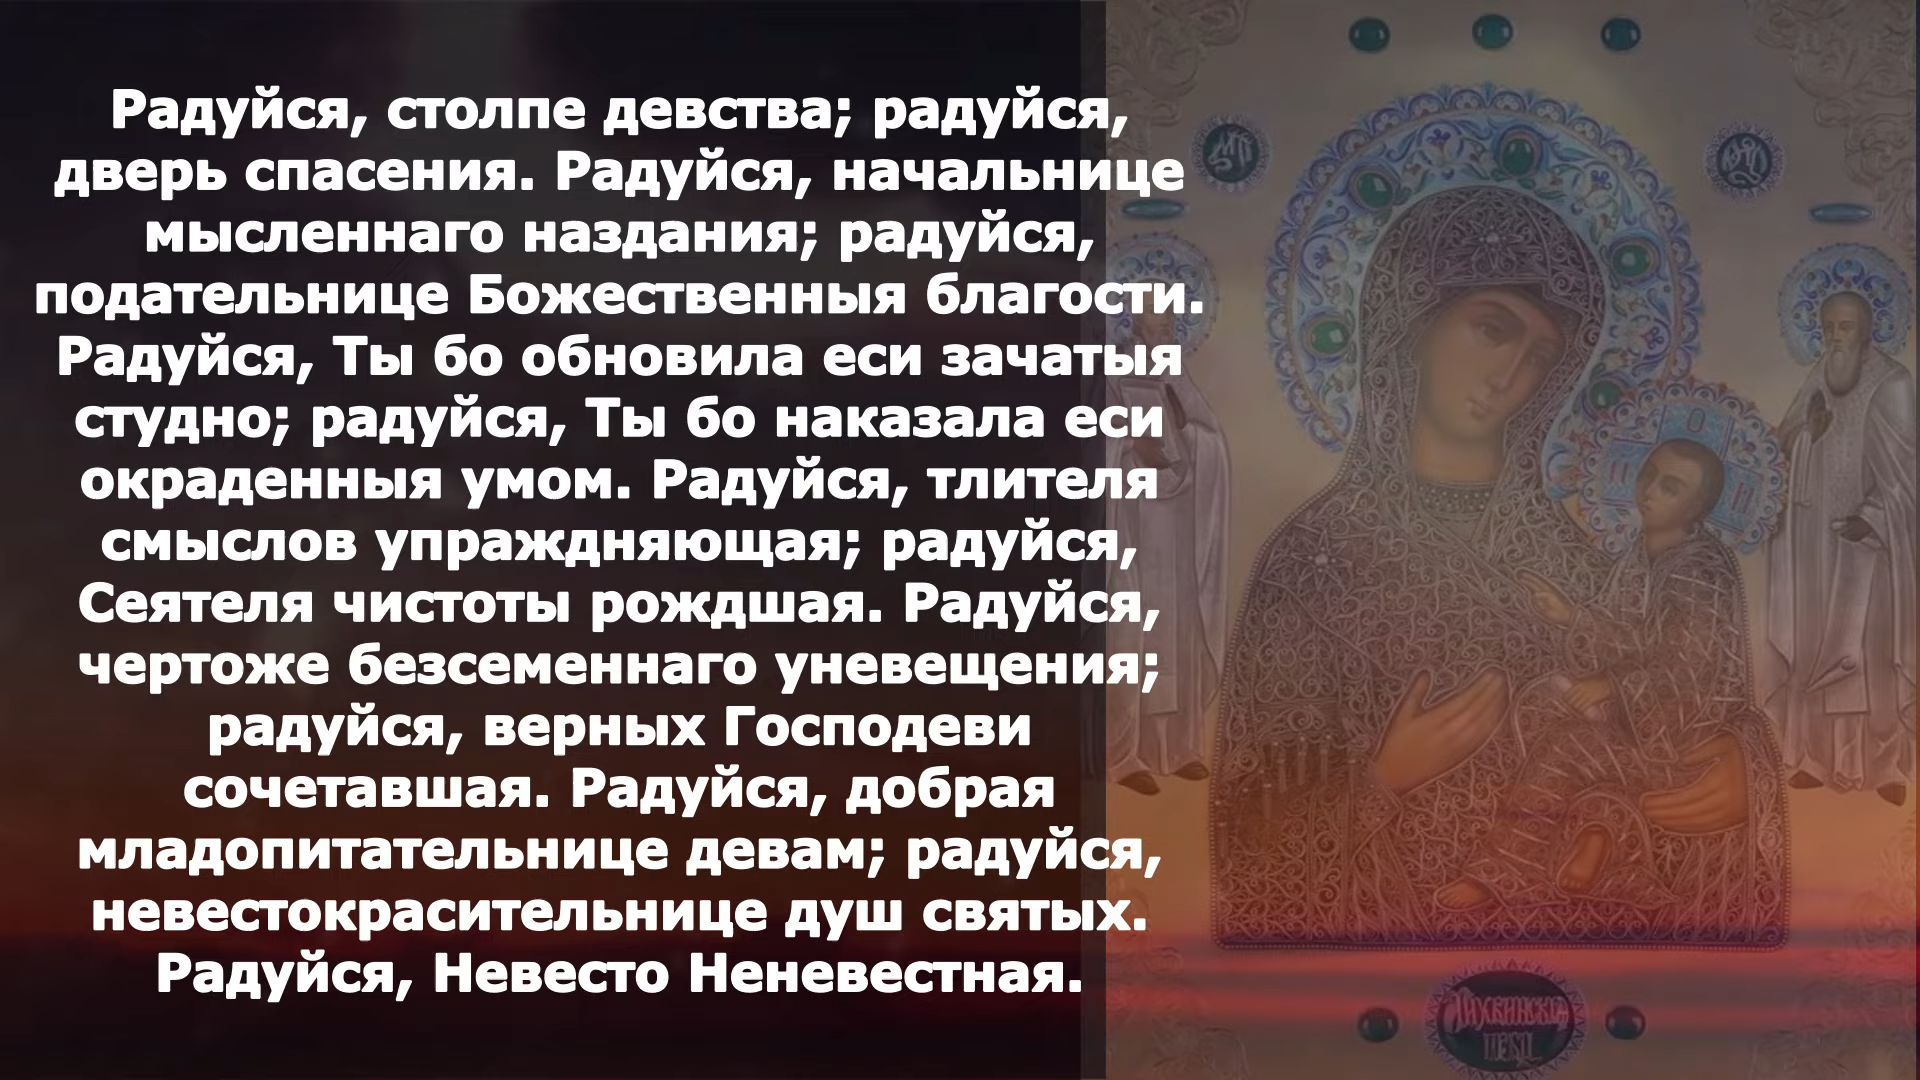 Радуйся, столпе девства; радуйся,
дверь спасения. Радуйся, начальнице
мысленнаго наздания; радуйся,
подательнице Божественныя благости.
Радуйся, Ты бо обновила еси зачатыя
студно; радуйся, Ты бо наказала еси
окраденныя умом. Радуйся, тлителя
смыслов упраждняющая; радуйся,
Сеятеля чистоты рождшая. Радуйся,
чертоже безсеменнаго уневещения;
радуйся, верных Господеви
сочетавшая. Радуйся, добрая
младопитательнице девам; радуйся,
невестокрасительнице душ святых.
Радуйся, Невесто Неневестная.